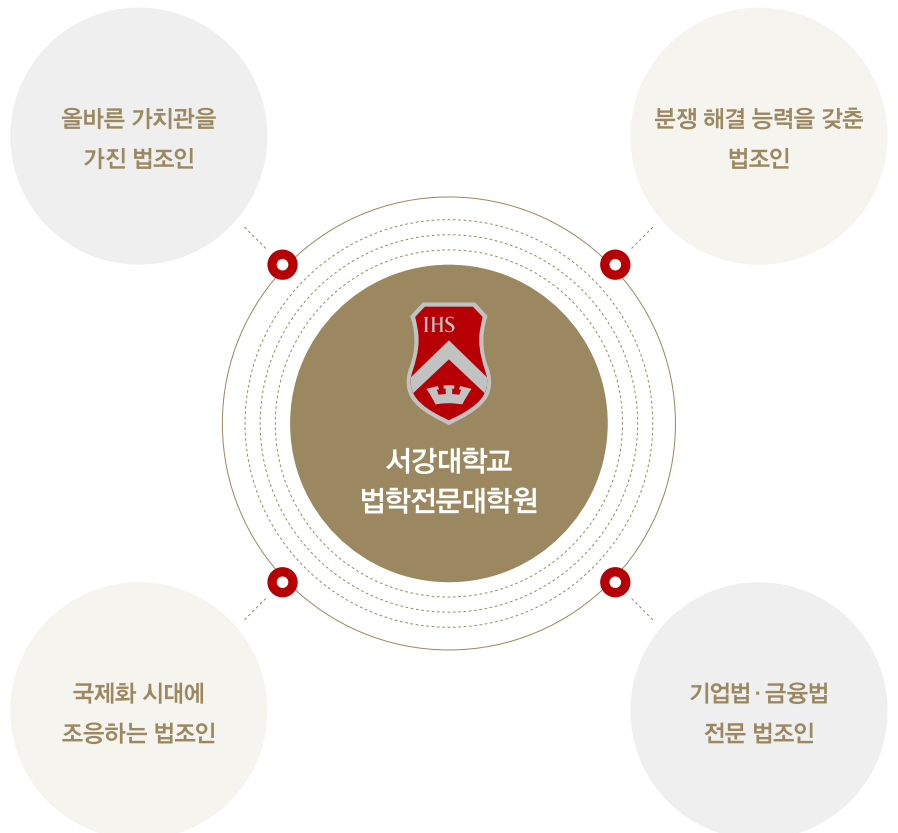 올바른 가치관을
가진 법조인
분쟁 해결 능력을 갖춘
법조인
IHS
서강대학교
법학전문대학원
국제화 시대에
조응하는 법조인
기업법·금융법
전문 법조인